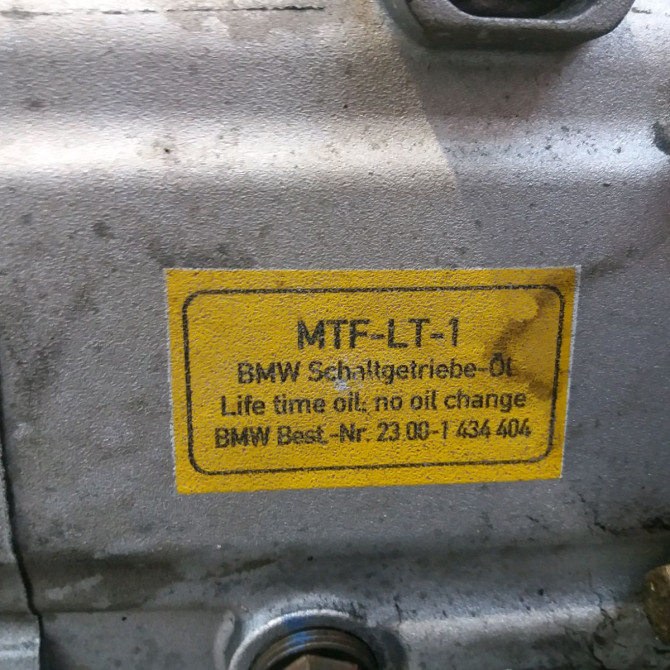 MTF-LT-1
BMW Schaltgetriebe-Öl
Life time oil; no oil change
BMW Best.-Nr. 23 00-1 434 404